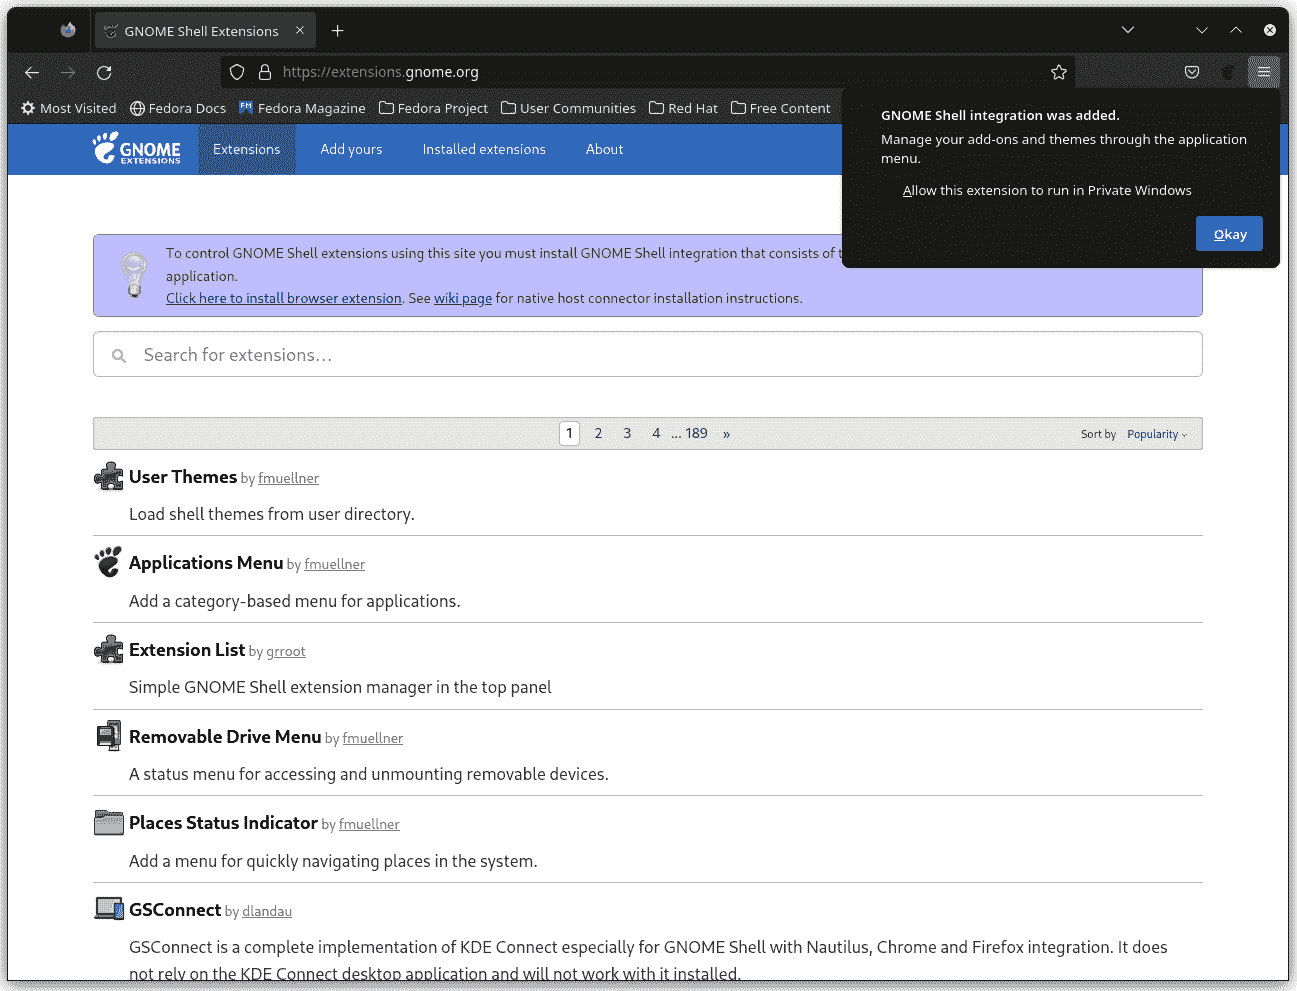 GNOME Shell Extensions
https://extensions.gnome.org
Most Visited Fedora Docs FM Fedora Magazine Fedora Project User Communities Red Hat Free Content
GNOME Shell integration was added.
Manage your add-ons and themes through the application
menu.
Allow this extension to run in Private Windows
Okay
GNOME EXTENSIONS Extensions Add yours Installed extensions About
To control GNOME Shell extensions using this site you must install GNOME Shell integration that consists of
application.
Click here to install browser extension. See wiki page for native host connector installation instructions.
Search for extensions...
1 2 3 4 ... 189 » Sort by Popularity
User Themes by fmuellner
Load shell themes from user directory.
Applications Menu by fmuellner
Add a category-based menu for applications.
Extension List by grroot
Simple GNOME Shell extension manager in the top panel
Removable Drive Menu by fmuellner
A status menu for accessing and unmounting removable devices.
Places Status Indicator by fmuellner
Add a menu for quickly navigating places in the system.
GSConnect by dlandau
GSConnect is a complete implementation of KDE Connect especially for GNOME Shell with Nautilus, Chrome and Firefox integration. It does
not rely on the KDE Connect desktop application and will not work with it installed.